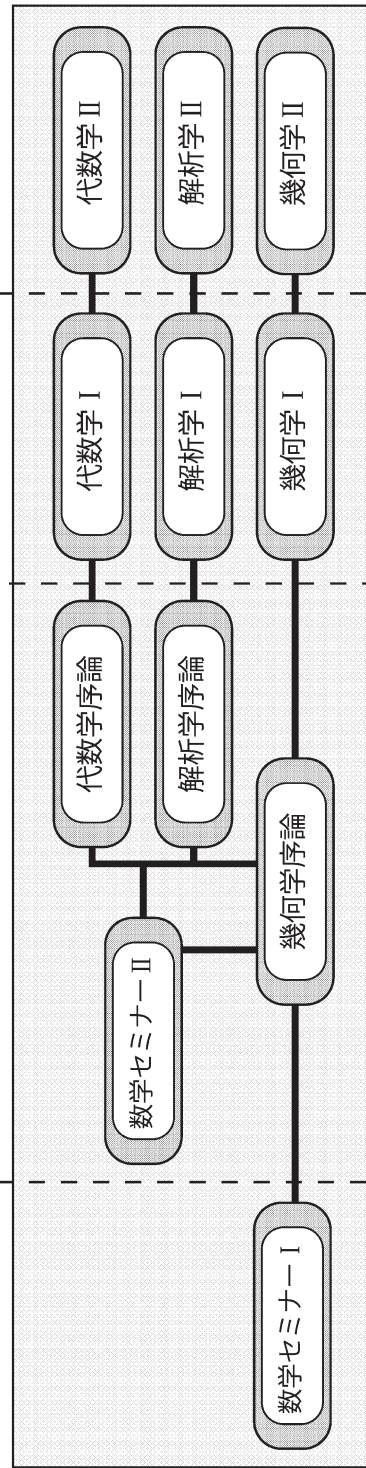 代数学Ⅱ
解析学Ⅱ
幾何学Ⅱ
代数学Ⅰ
解析学Ⅰ
幾何学Ⅰ
代数学序論
解析学序論
幾何学序論
数学セミナーⅡ
数学セミナーⅠ